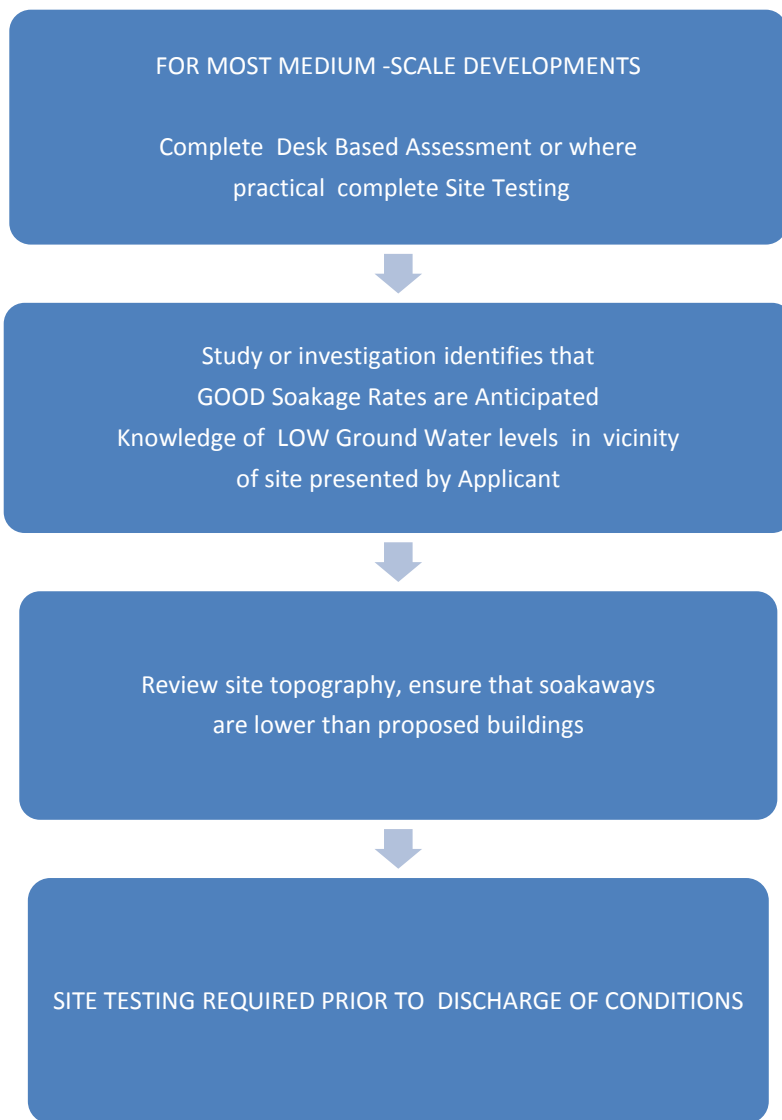 FOR MOST MEDIUM -SCALE DEVELOPMENTS
Complete Desk Based Assessment or where
practical complete Site Testing
Study or investigation identifies that
GOOD Soakage Rates are Anticipated
Knowledge of LOW Ground Water levels in vicinity
of site presented by Applicant
Review site topography, ensure that soakaways
are lower than proposed buildings
SITE TESTING REQUIRED PRIOR TO DISCHARGE OF CONDITIONS